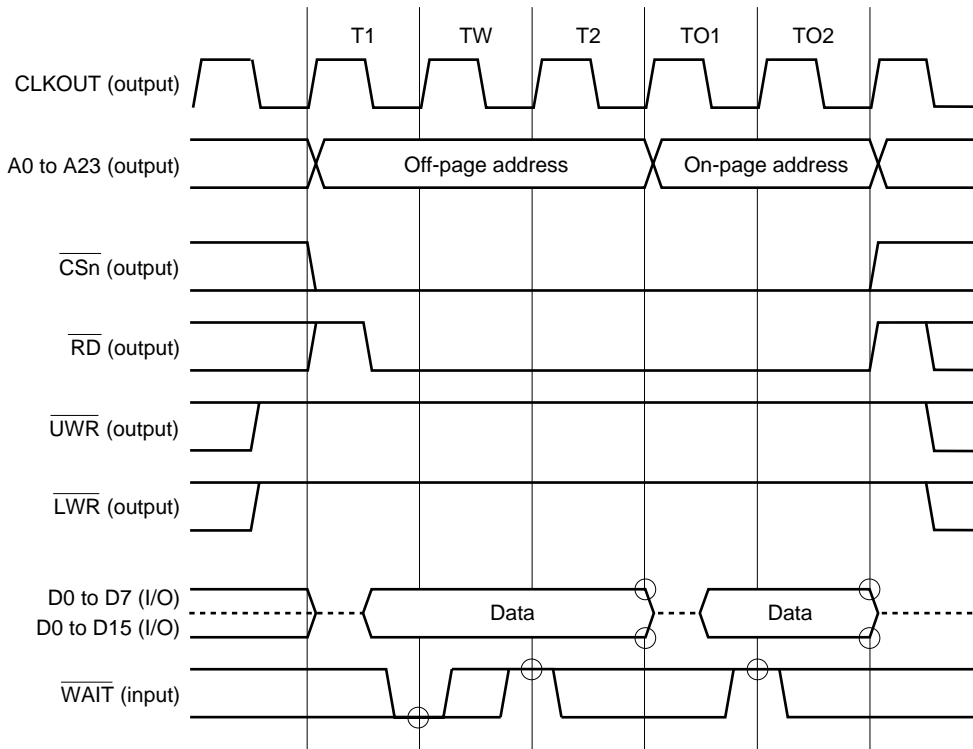 T1 TW T2 TO1 TO2
CLKOUT (output)
A0 to A23 (output) Off-page address On-page address
CSn (output)
RD (output)
UWR (output)
LWR (output)
D0 to D7 (I/O)
Data Data
D0 to D15 (I/O)
WAIT (input)